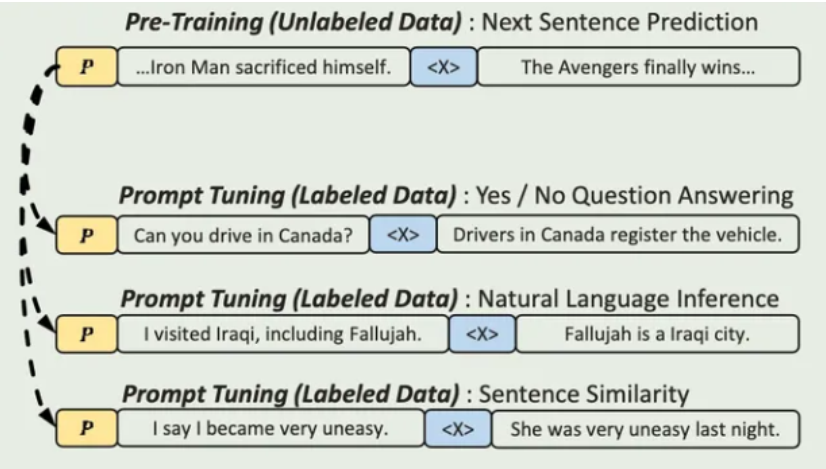 Pre-Training (Unlabeled Data) : Next Sentence Prediction
P ...Iron Man sacrificed himself. <X> The Avengers finally wins...
Prompt Tuning (Labeled Data) : Yes / No Question Answering
P Can you drive in Canada? <X> Drivers in Canada register the vehicle.
Prompt Tuning (Labeled Data) : Natural Language Inference
P I visited Iraqi, including Fallujah. <X> Fallujah is a Iraqi city.
Prompt Tuning (Labeled Data) : Sentence Similarity
P I say I became very uneasy. <X> She was very uneasy last night.